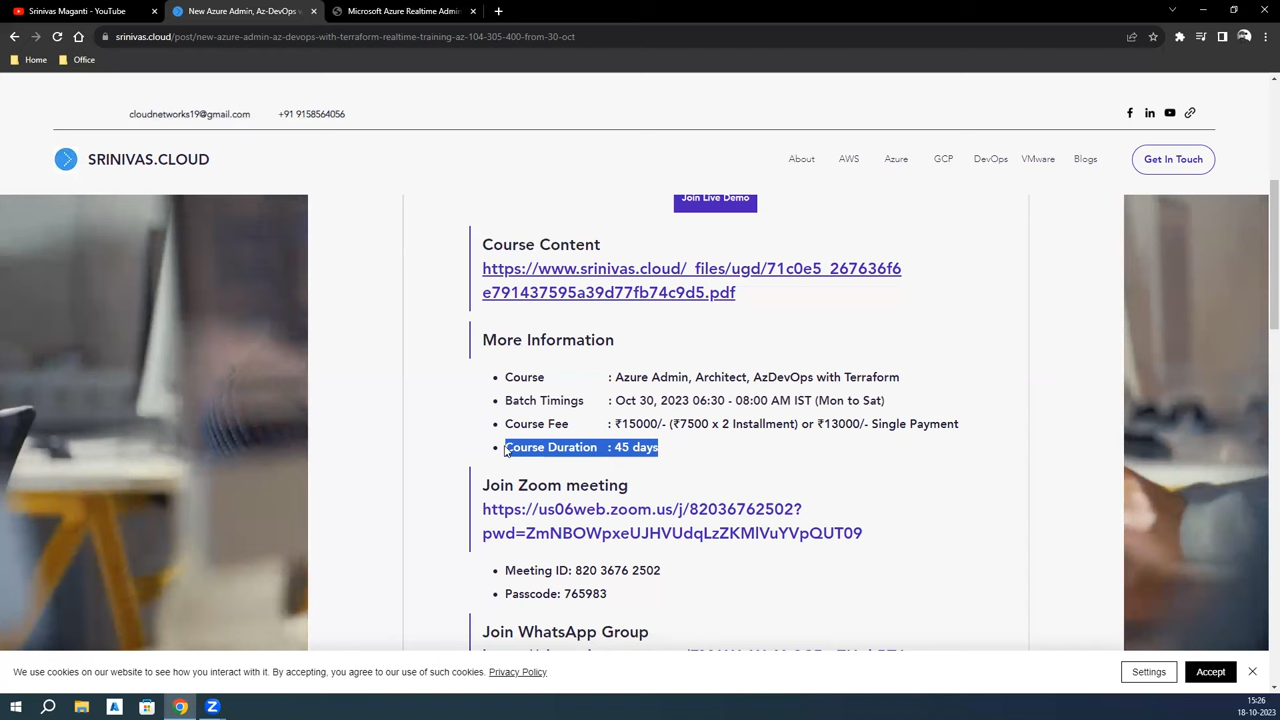 Srinivas Maganti - YouTube
New Azure Admin, Az-DevOps v
Microsoft Azure Realtime Admin
srinivas.cloud/post/new-azure-admin-az-devops-with-terraform-realtime-training-az-104-305-400-from-30-oct
Home
Office
cloudnetworks19@gmail.com
+91 9158564056
SRINIVAS.CLOUD
About
AWS
Azure
GCP
DevOps
VMware
Blogs
Get In Touch
Join Live Demo
Course Content
https://www.srinivas.cloud/_files/ugd/71c0e5_267636f6
e791437595a39d77fb74c9d5.pdf
More Information
• Course : Azure Admin, Architect, AzDevOps with Terraform
• Batch Timings : Oct 30, 2023 06:30 - 08:00 AM IST (Mon to Sat)
• Course Fee : ₹15000/- (₹7500 x 2 Installment) or ₹13000/- Single Payment
• Course Duration : 45 days
Join Zoom meeting
https://us06web.zoom.us/j/82036762502?
pwd=ZmNBOWpxeUJHVUdqLzZKMlVuYVpQUT09
• Meeting ID: 820 3676 2502
• Passcode: 765983
Join WhatsApp Group
We use cookies on our website to see how you interact with it. By accepting, you agree to our use of such cookies. Privacy Policy
Settings
Accept
15:26
18-10-2023